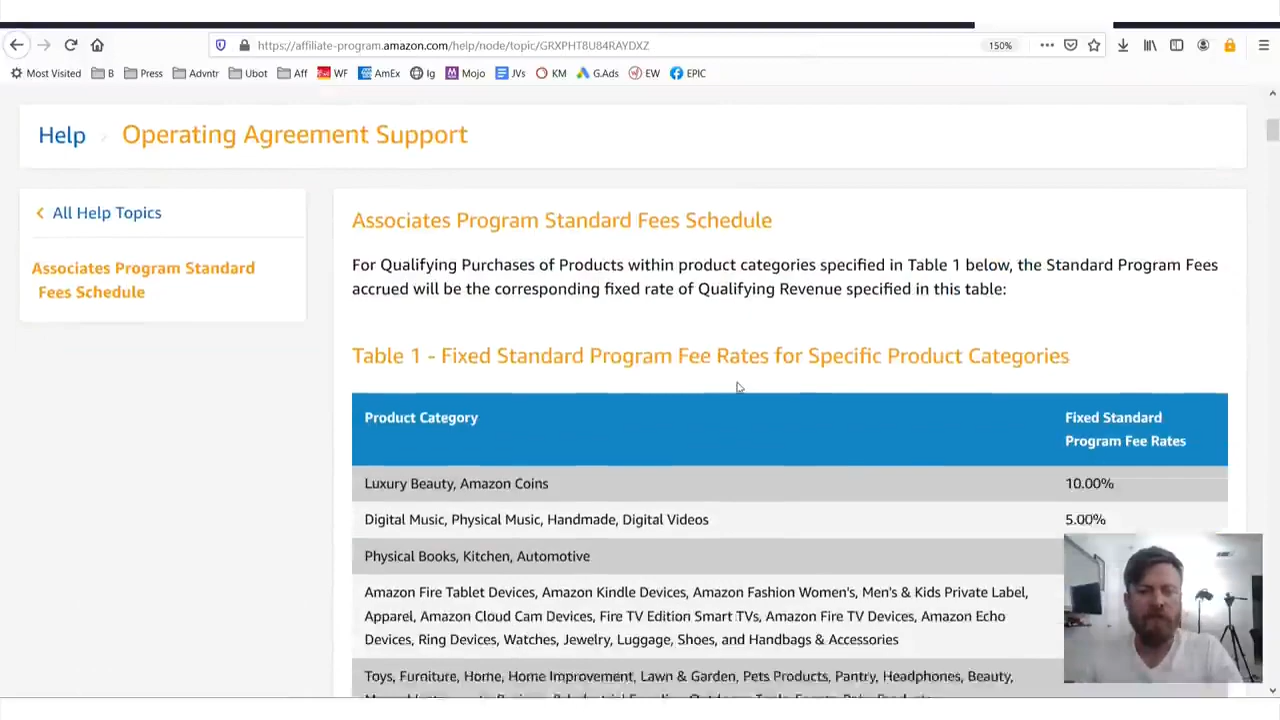 https://affiliate-program.amazon.com/help/node/topic/GRXPHT8U84RAYDXZ
150%
Most Visited B Press Advntr Ubot Aff WF AmEx Ig Mojo JVs KM G.Ads EW EPIC
Help Operating Agreement Support
All Help Topics
Associates Program Standard
Fees Schedule
Associates Program Standard Fees Schedule
For Qualifying Purchases of Products within product categories specified in Table 1 below, the Standard Program Fees
accrued will be the corresponding fixed rate of Qualifying Revenue specified in this table:
Table 1 - Fixed Standard Program Fee Rates for Specific Product Categories
Product Category
Fixed Standard
Program Fee Rates
Luxury Beauty, Amazon Coins 10.00%
Digital Music, Physical Music, Handmade, Digital Videos 5.00%
Physical Books, Kitchen, Automotive
Amazon Fire Tablet Devices, Amazon Kindle Devices, Amazon Fashion Women's, Men's & Kids Private Label,
Apparel, Amazon Cloud Cam Devices, Fire TV Edition Smart TVs, Amazon Fire TV Devices, Amazon Echo
Devices, Ring Devices, Watches, Jewelry, Luggage, Shoes, and Handbags & Accessories
Toys, Furniture, Home, Home Improvement, Lawn & Garden, Pets Products, Pantry, Headphones, Beauty,